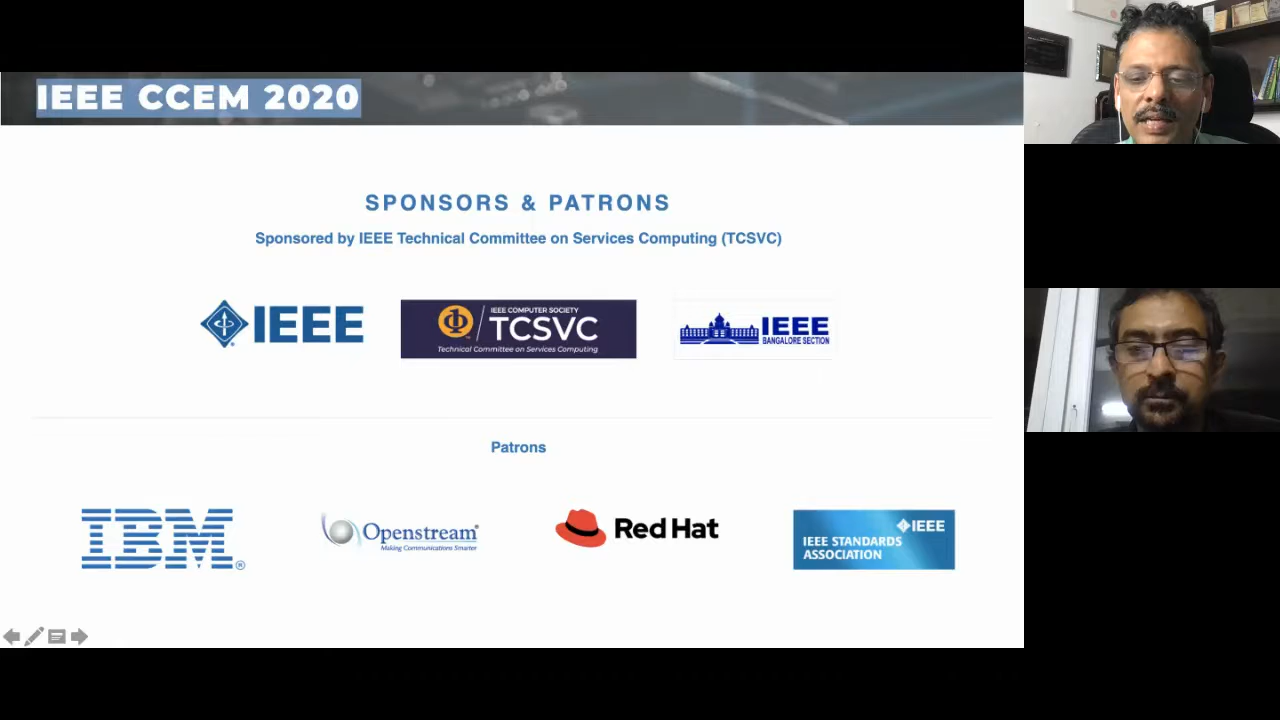 IEEE CCEM 2020
SPONSORS & PATRONS
Sponsored by IEEE Technical Committee on Services Computing (TCSVC)
IEEE
IEEE COMPUTER SOCIETY
TCSVC
Technical Committee on Services Computing
IEEE
BANGALORE SECTION
Patrons
IBM®
Openstream®
Making Communications Smarter
Red Hat
IEEE
IEEE STANDARDS
ASSOCIATION